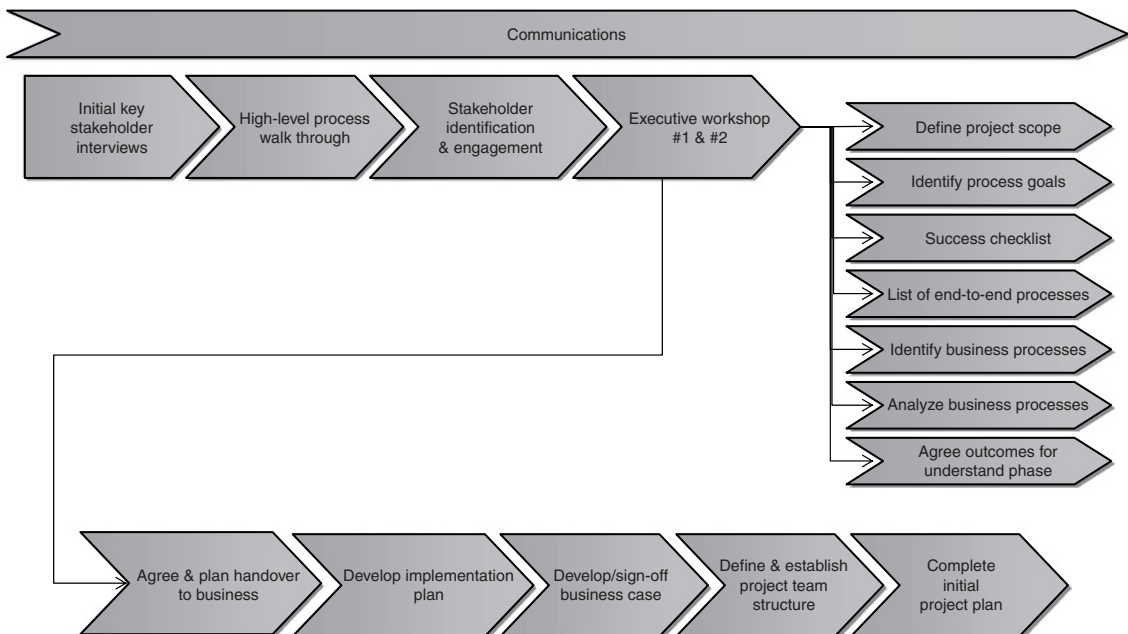 Communications
Initial key
stakeholder
interviews
High-level process
walk through
Stakeholder
identification
& engagement
Executive workshop
#1 & #2
Define project scope
Identify process goals
Success checklist
List of end-to-end processes
Identify business processes
Analyze business processes
Agree outcomes for
understand phase
Agree & plan handover
to business
Develop implementation
plan
Develop/sign-off
business case
Define & establish
project team
structure
Complete
initial
project plan